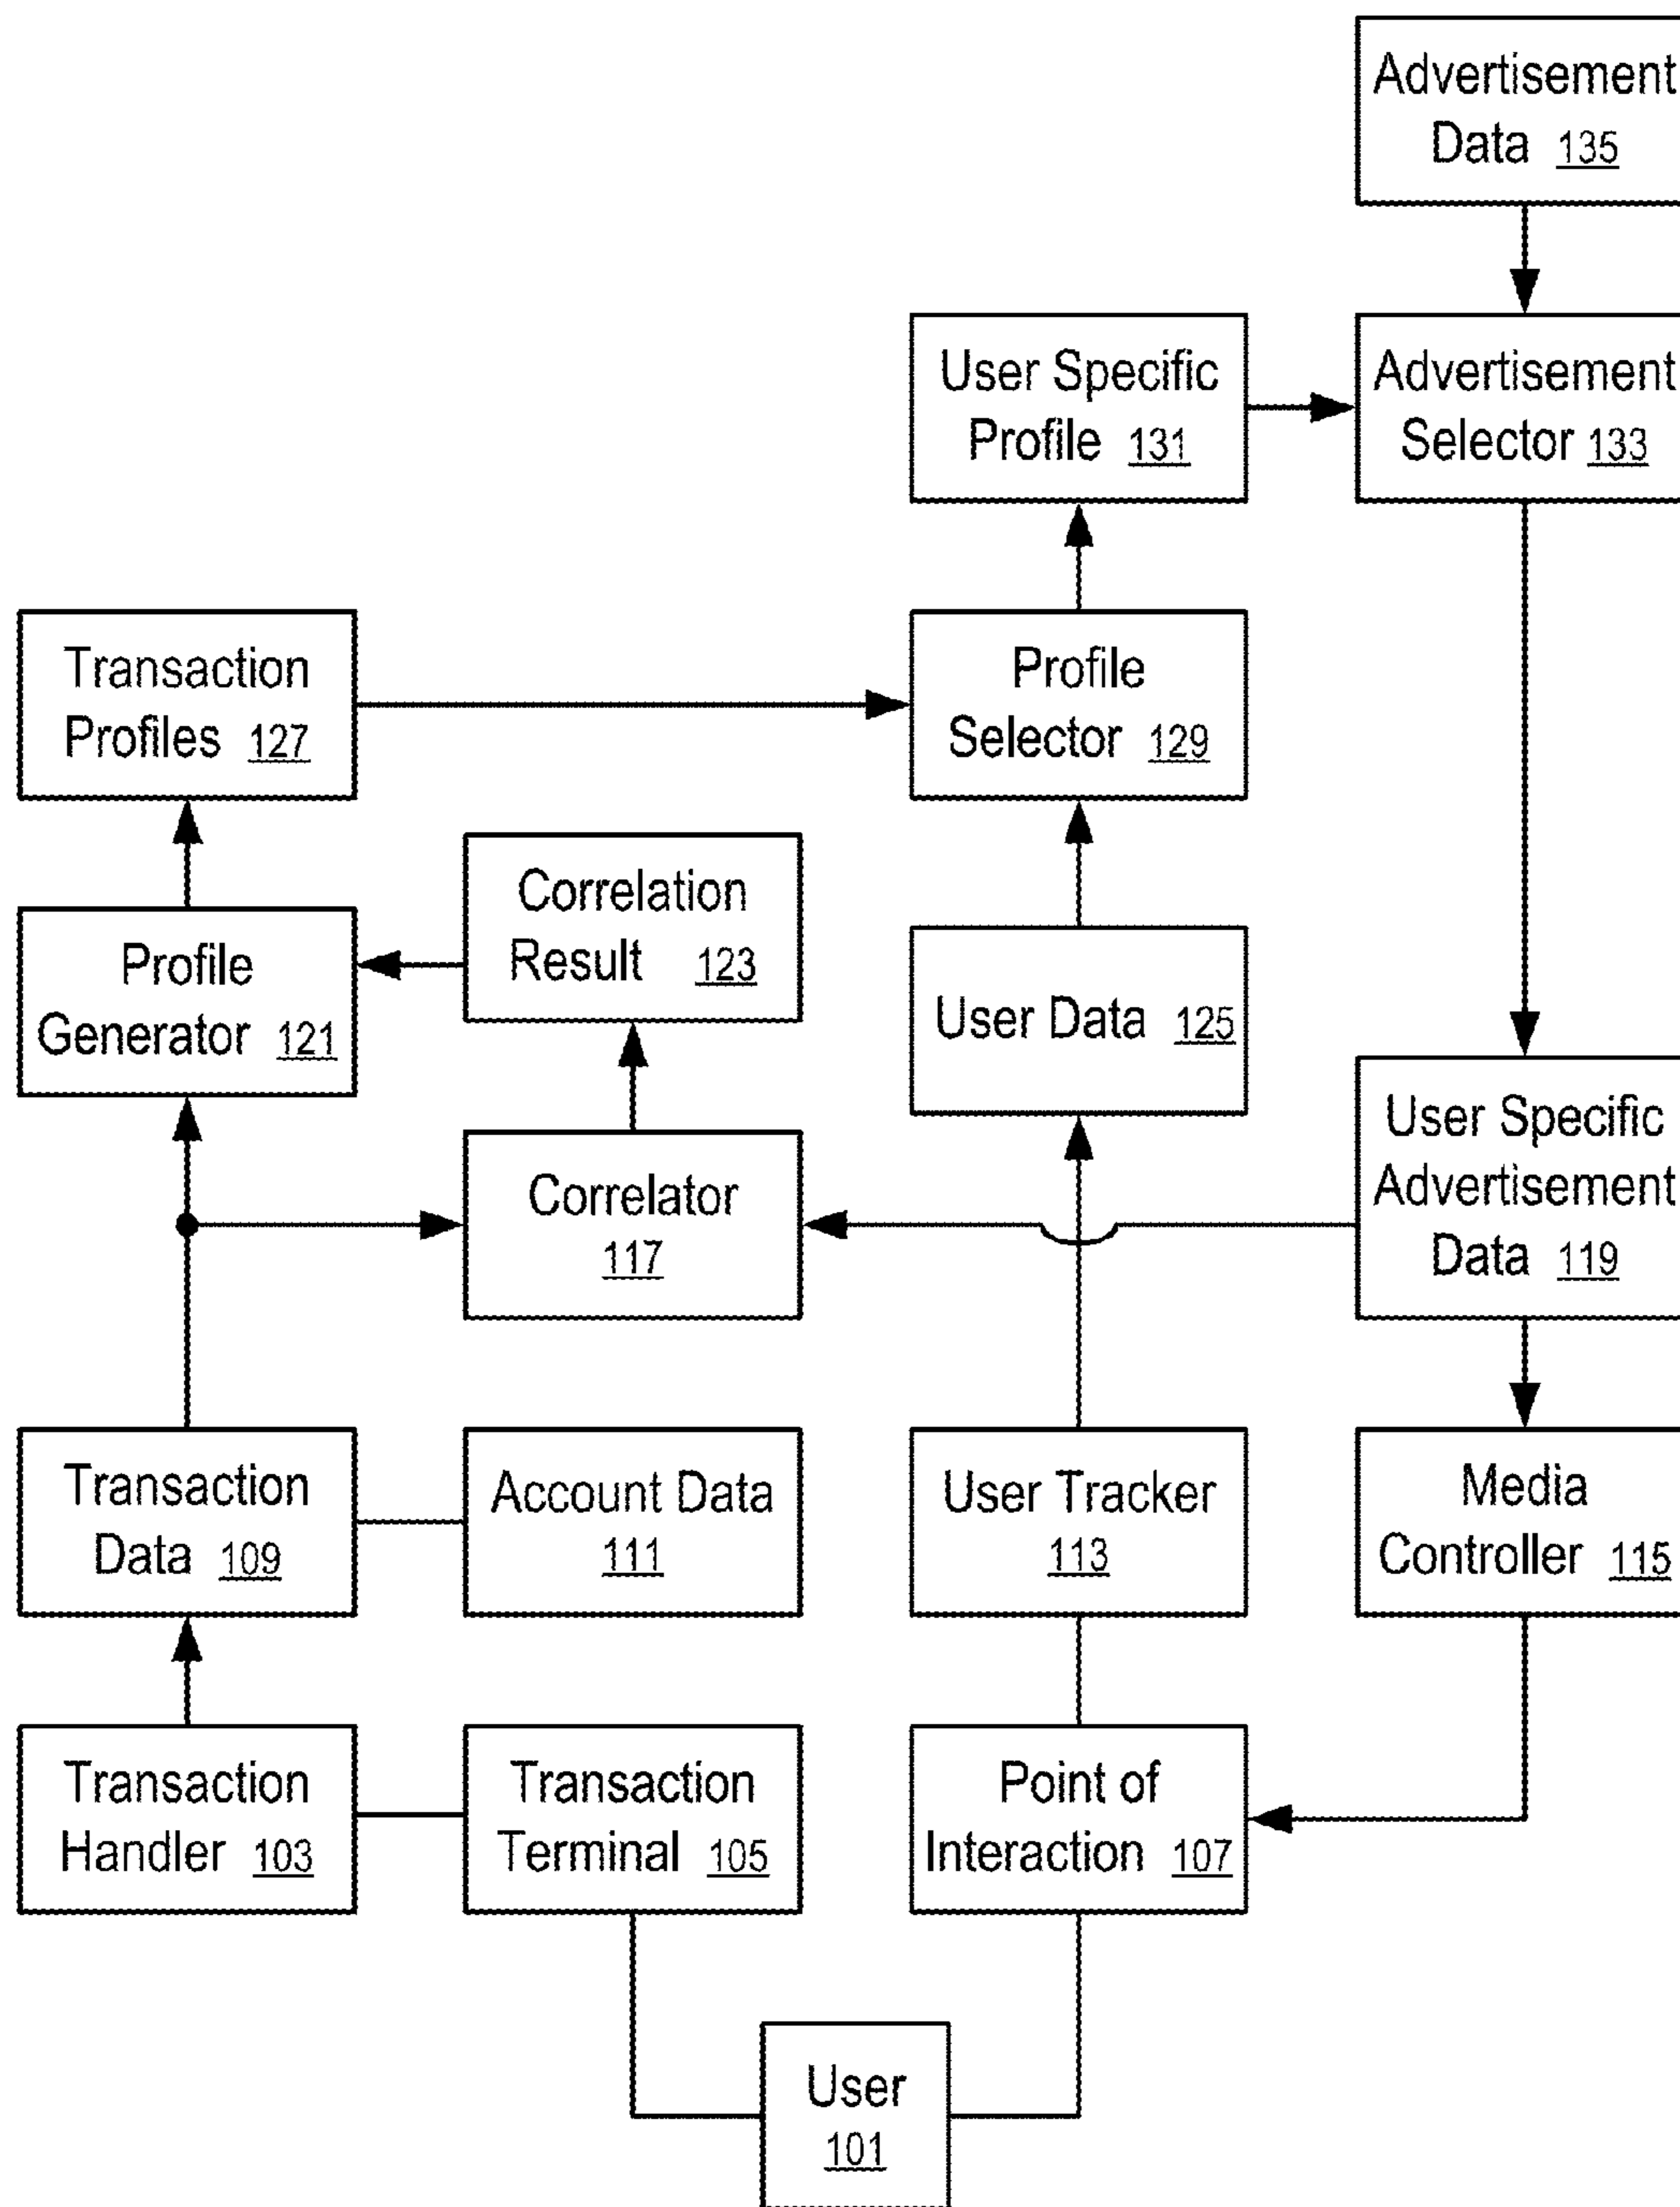 Advertisement
Data 135
User Specific
Profile 131
Advertisement
Selector 133
Transaction
Profiles 127
Profile
Selector 129
Correlation
Result 123
Profile
Generator 121
User Data 125
User Specific
Advertisement
Data 119
Correlator
117
Transaction
Data 109
Account Data
111
User Tracker
113
Media
Controller 115
Transaction
Handler 103
Transaction
Terminal 105
Point of
Interaction 107
User
101